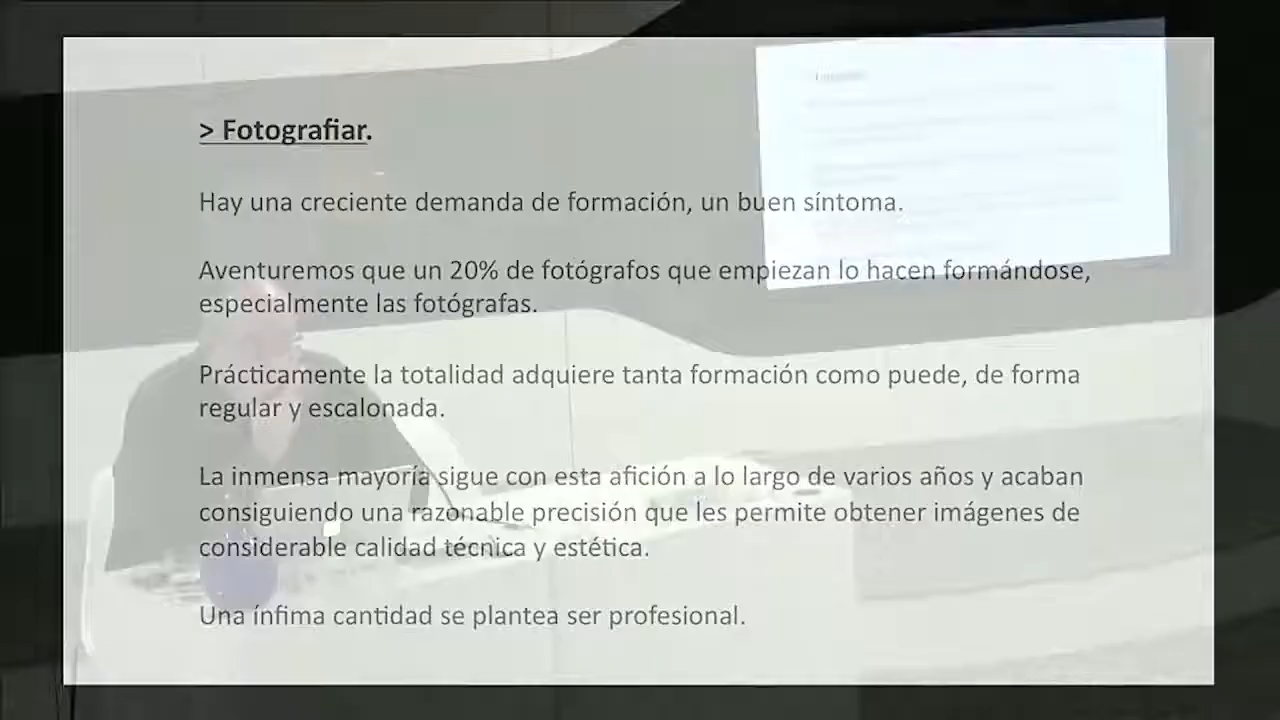 > Fotografiar.
Hay una creciente demanda de formación, un buen síntoma.
Aventuremos que un 20% de fotógrafos que empiezan lo hacen formándose,
especialmente las fotógrafas.
Prácticamente la totalidad adquiere tanta formación como puede, de forma
regular y escalonada.
La inmensa mayoría sigue con esta afición a lo largo de varios años y acaban
consiguiendo una razonable precisión que les permite obtener imágenes de
considerable calidad técnica y estética.
Una ínfima cantidad se plantea ser profesional.